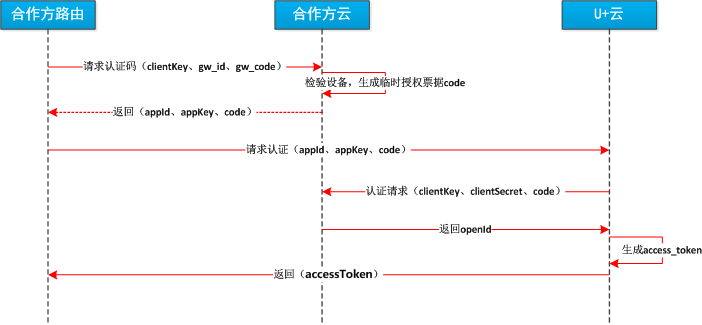 合作方路由
合作方云
U+云
请求认证码（clientKey、gw_id、gw_code）
检验设备，生成临时授权票据code
返回（appId、appKey、code）
请求认证（appId、appKey、code）
认证请求（clientKey、clientSecret、code）
返回openId
生成access_token
返回（accessToken）